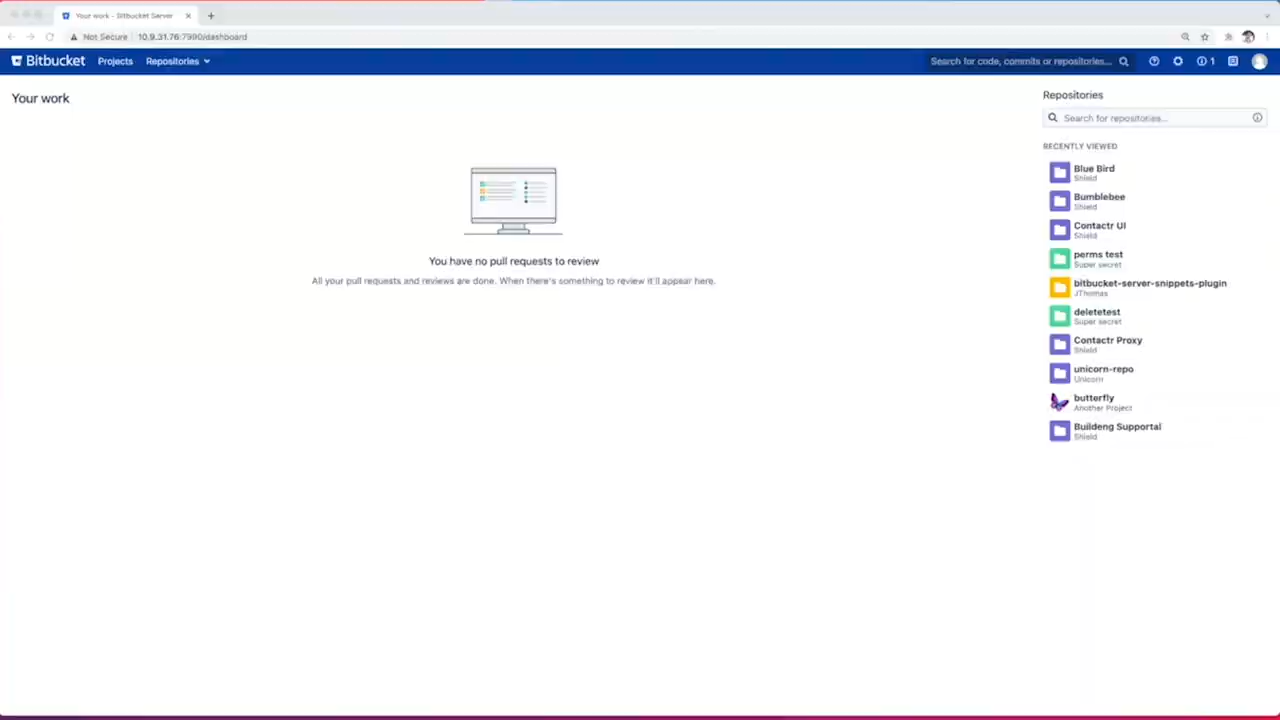 Your work - Bitbucket Server
Not Secure 10.9.31.76:7990/dashboard
Bitbucket Projects Repositories Search for code, commits or repositories... 1
Your work
Repositories
Search for repositories...
RECENTLY VIEWED
Blue Bird
Shield
Bumblebee
Shield
Contactr UI
Shield
perms test
Super secret
bitbucket-server-snippets-plugin
JThomas
deletetest
Super secret
Contactr Proxy
Shield
unicorn-repo
Unicorn
butterfly
Another Project
Buildeng Supportal
Shield
You have no pull requests to review
All your pull requests and reviews are done. When there's something to review it'll appear here.